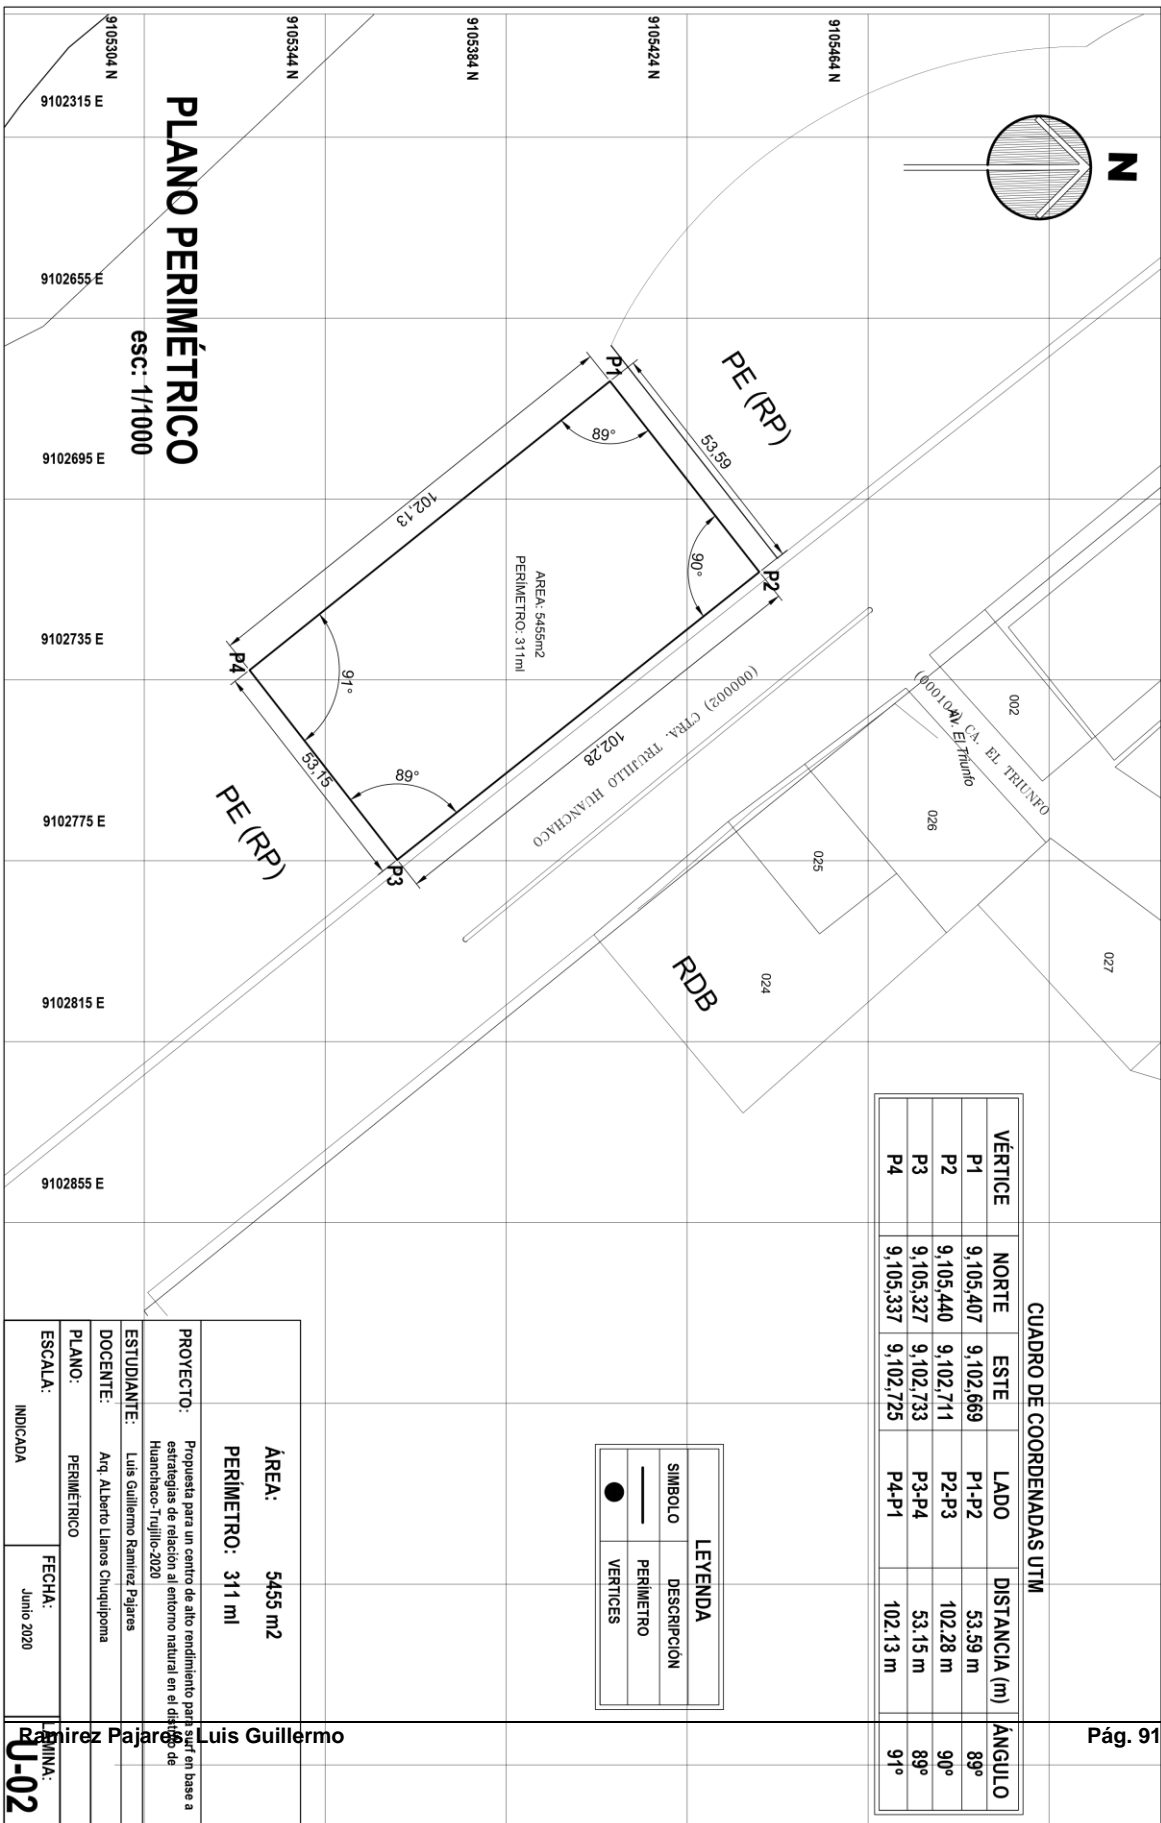 N
9105464 N
9105424 N
9105384 N
9105344 N
9105304 N
9102315 E
9102655 E
9102695 E
9102735 E
9102775 E
9102815 E
9102855 E
PE (RP)
P1
53,59
P2
89°
90°
102,13
AREA: 5455m2
PERÍMETRO: 311ml
102,28
(000002) CTRA. TRUJILLO HUANCHACO
P4
91°
53,15
89°
P3
PE (RP)
CA. EL TRIUNFO
Av. El Triunfo
002
026
025
024
027
RDB
PLANO PERIMÉTRICO
esc: 1/1000
CUADRO DE COORDENADAS UTM
VÉRTICE NORTE ESTE LADO DISTANCIA (m) ÁNGULO
P1 9,105,407 9,102,669 P1-P2 53.59 m 89º
P2 9,105,440 9,102,711 P2-P3 102.28 m 90º
P3 9,105,327 9,102,733 P3-P4 53.15 m 89º
P4 9,105,337 9,102,725 P4-P1 102.13 m 91º
LEYENDA
SIMBOLO DESCRIPCIÓN
PERÍMETRO
VERTICES
ÁREA: 5455 m2
PERÍMETRO: 311 ml
PROYECTO: Propuesta para un centro de alto rendimiento para surf en base a
estrategias de relación al entorno natural en el distrito de
Huanchaco-Trujillo-2020
ESTUDIANTE: Luis Guillermo Ramirez Pajares
DOCENTE: Arq. ALberto Llanos Chuquipoma
PLANO: PERIMÉTRICO
ESCALA: INDICADA
FECHA: Junio 2020
LÁMINA:
U-02
Ramirez Pajares, Luis Guillermo
Pág. 91